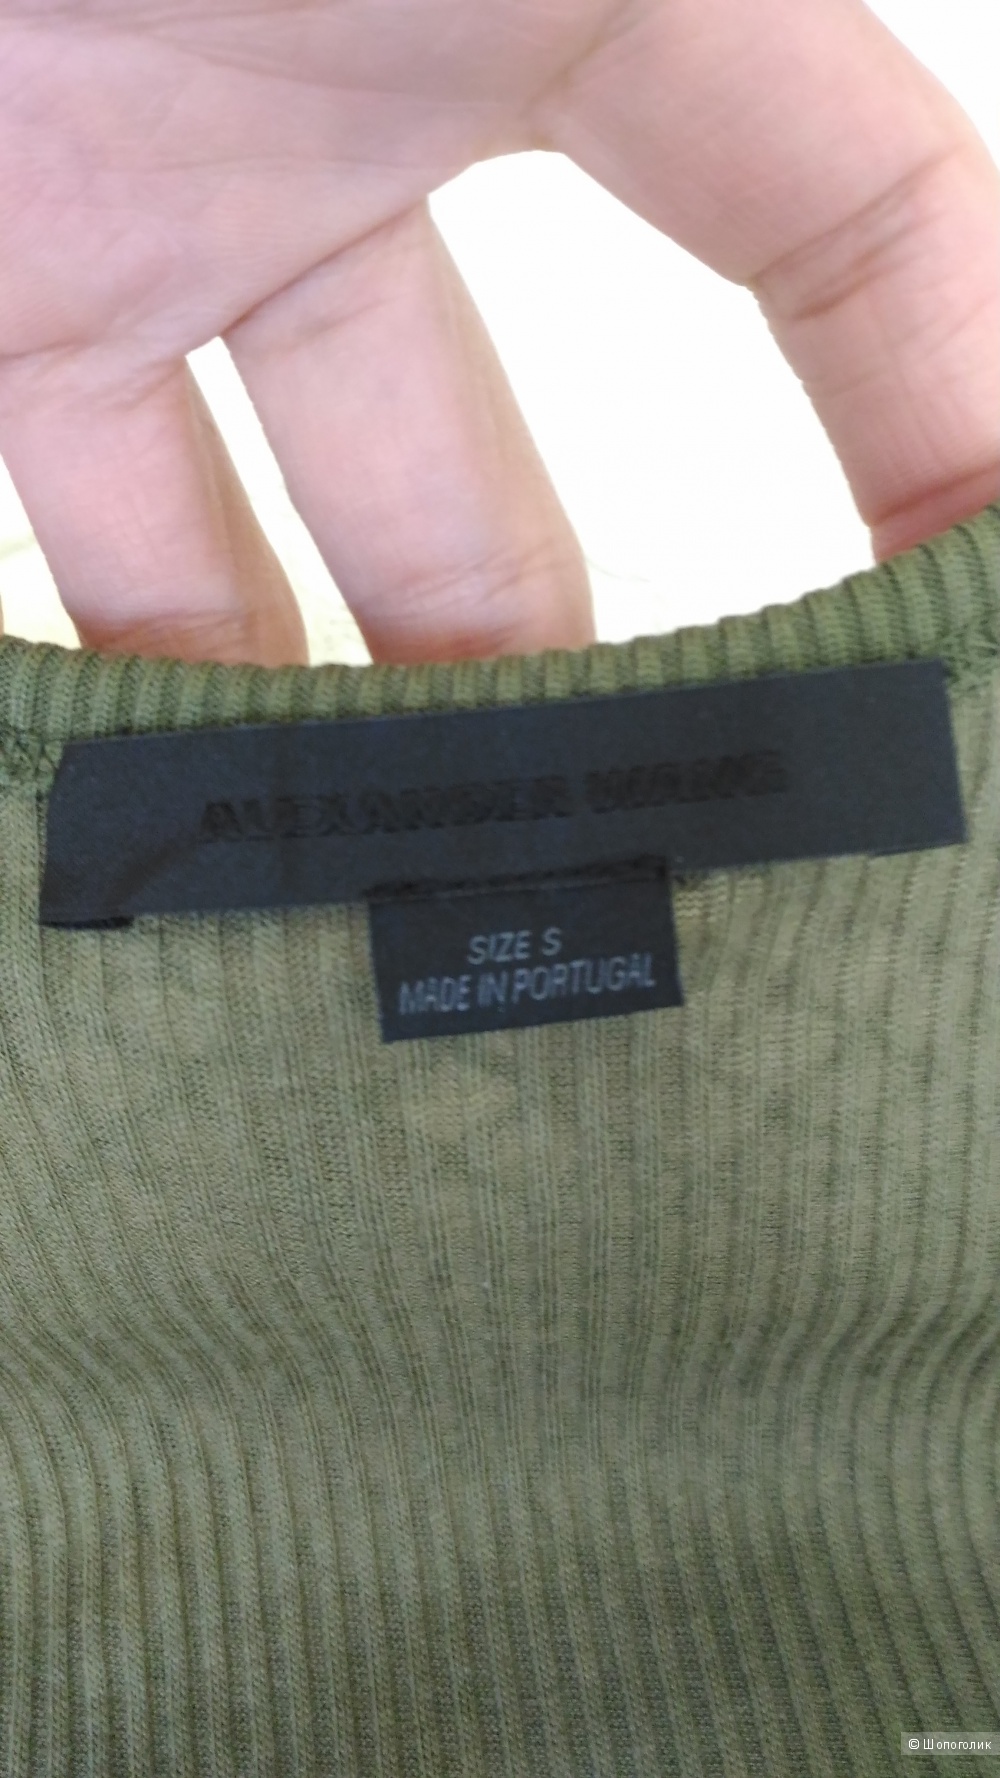 ALEXANDER WANG
SIZE S
MADE IN PORTUGAL
© Шопоголик